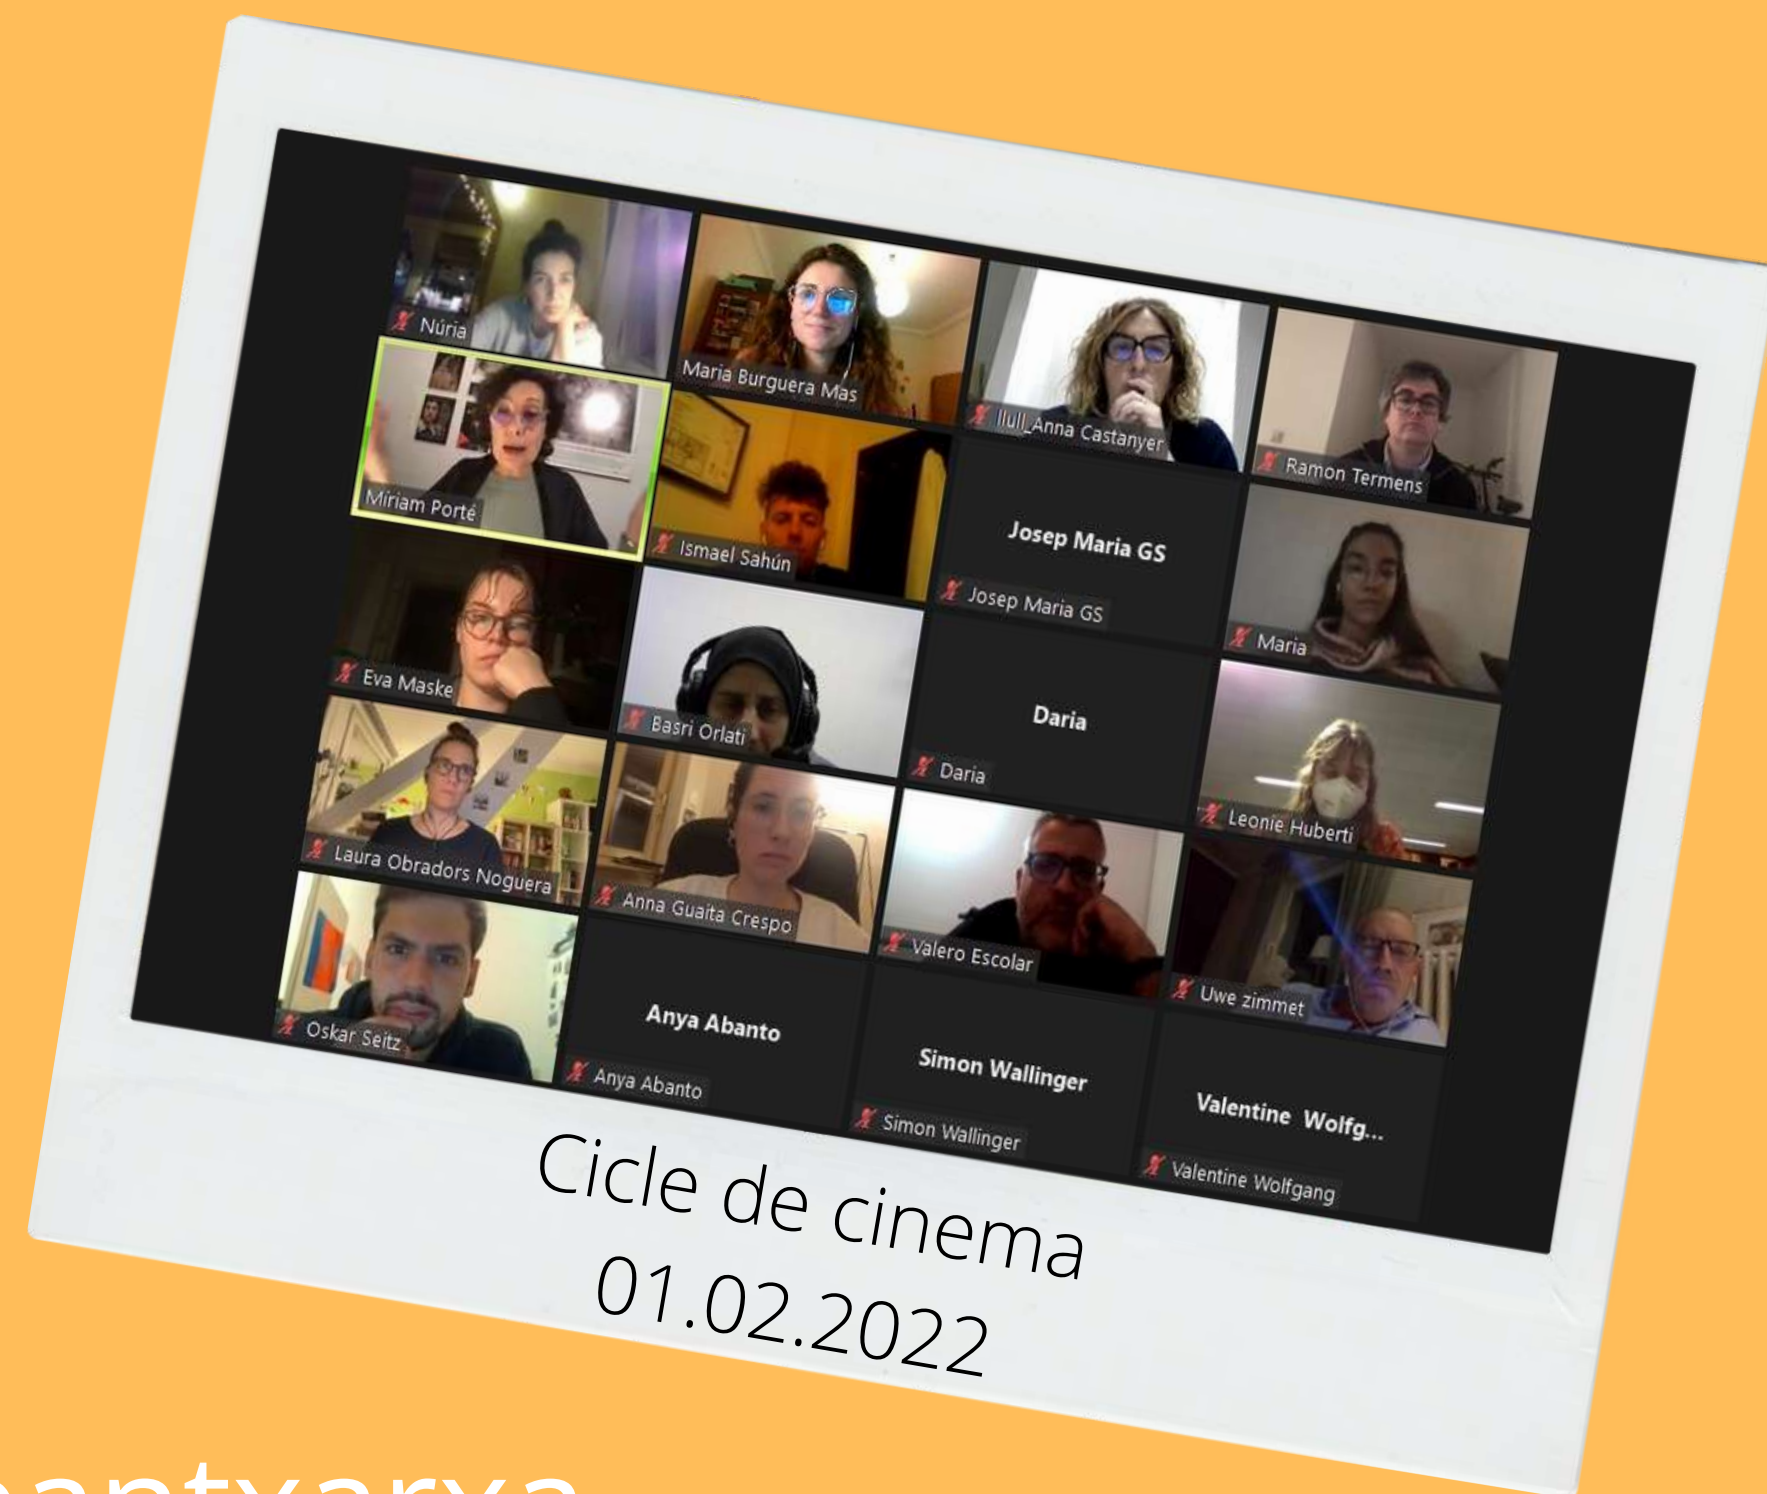 Núria
Maria Burguera Mas
llull_Anna Castanyer
Ramon Termens
Míriam Porté
Ismael Sahún
Josep Maria GS
Josep Maria GS
Maria
Eva Maske
Basri Orlati
Daria
Daria
Leonie Huberti
Laura Obradors Noguera
Anna Guaita Crespo
Valero Escolar
Uwe zimmet
Oskar Seitz
Anya Abanto
Anya Abanto
Simon Wallinger
Simon Wallinger
Valentine Wolfg...
Valentine Wolfgang
Cicle de cinema
01.02.2022